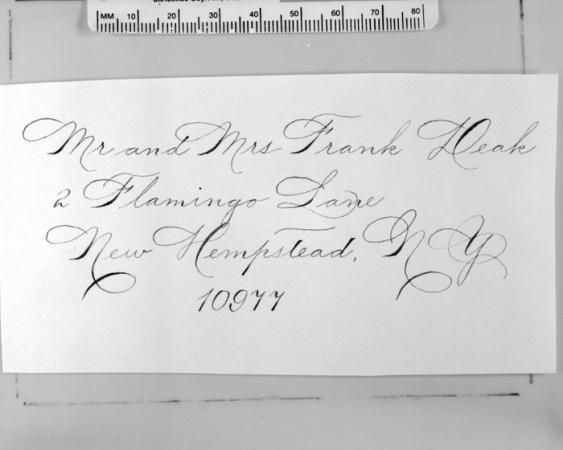 MM 10 20 30 40 50 60 70 80
Mr and Mrs Frank Deak
2 Flamingo Lane
New Hempstead, NY
10977